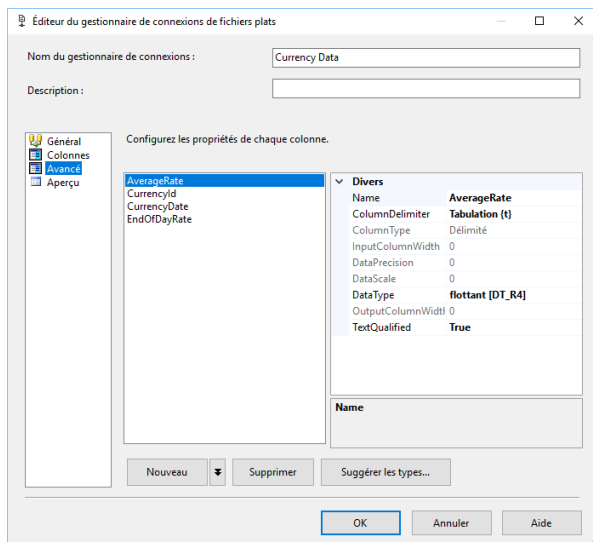 Éditeur du gestionnaire de connexions de fichiers plats
Nom du gestionnaire de connexions :
Currency Data
Description :
Général
Colonnes
Avancé
Aperçu
Configurez les propriétés de chaque colonne.
AverageRate
CurrencyId
CurrencyDate
EndOfDayRate
Divers
Name AverageRate
ColumnDelimiter Tabulation {t}
ColumnType Délimité
InputColumnWidth 0
DataPrecision 0
DataScale 0
DataType flottant [DT_R4]
OutputColumnWidtl 0
TextQualified True
Name
Nouveau
Supprimer
Suggérer les types...
OK
Annuler
Aide